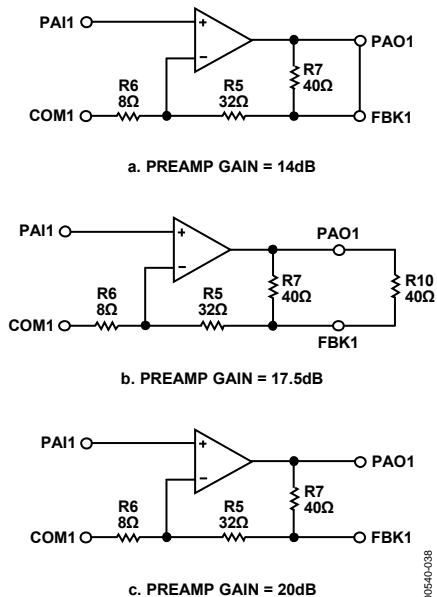 PAI1
+
–
PAO1
R6
8Ω
R5
32Ω
R7
40Ω
COM1
FBK1
a. PREAMP GAIN = 14dB
PAI1
+
–
PAO1
R6
8Ω
R5
32Ω
R7
40Ω
R10
40Ω
COM1
FBK1
b. PREAMP GAIN = 17.5dB
PAI1
+
–
PAO1
R6
8Ω
R5
32Ω
R7
40Ω
COM1
FBK1
c. PREAMP GAIN = 20dB